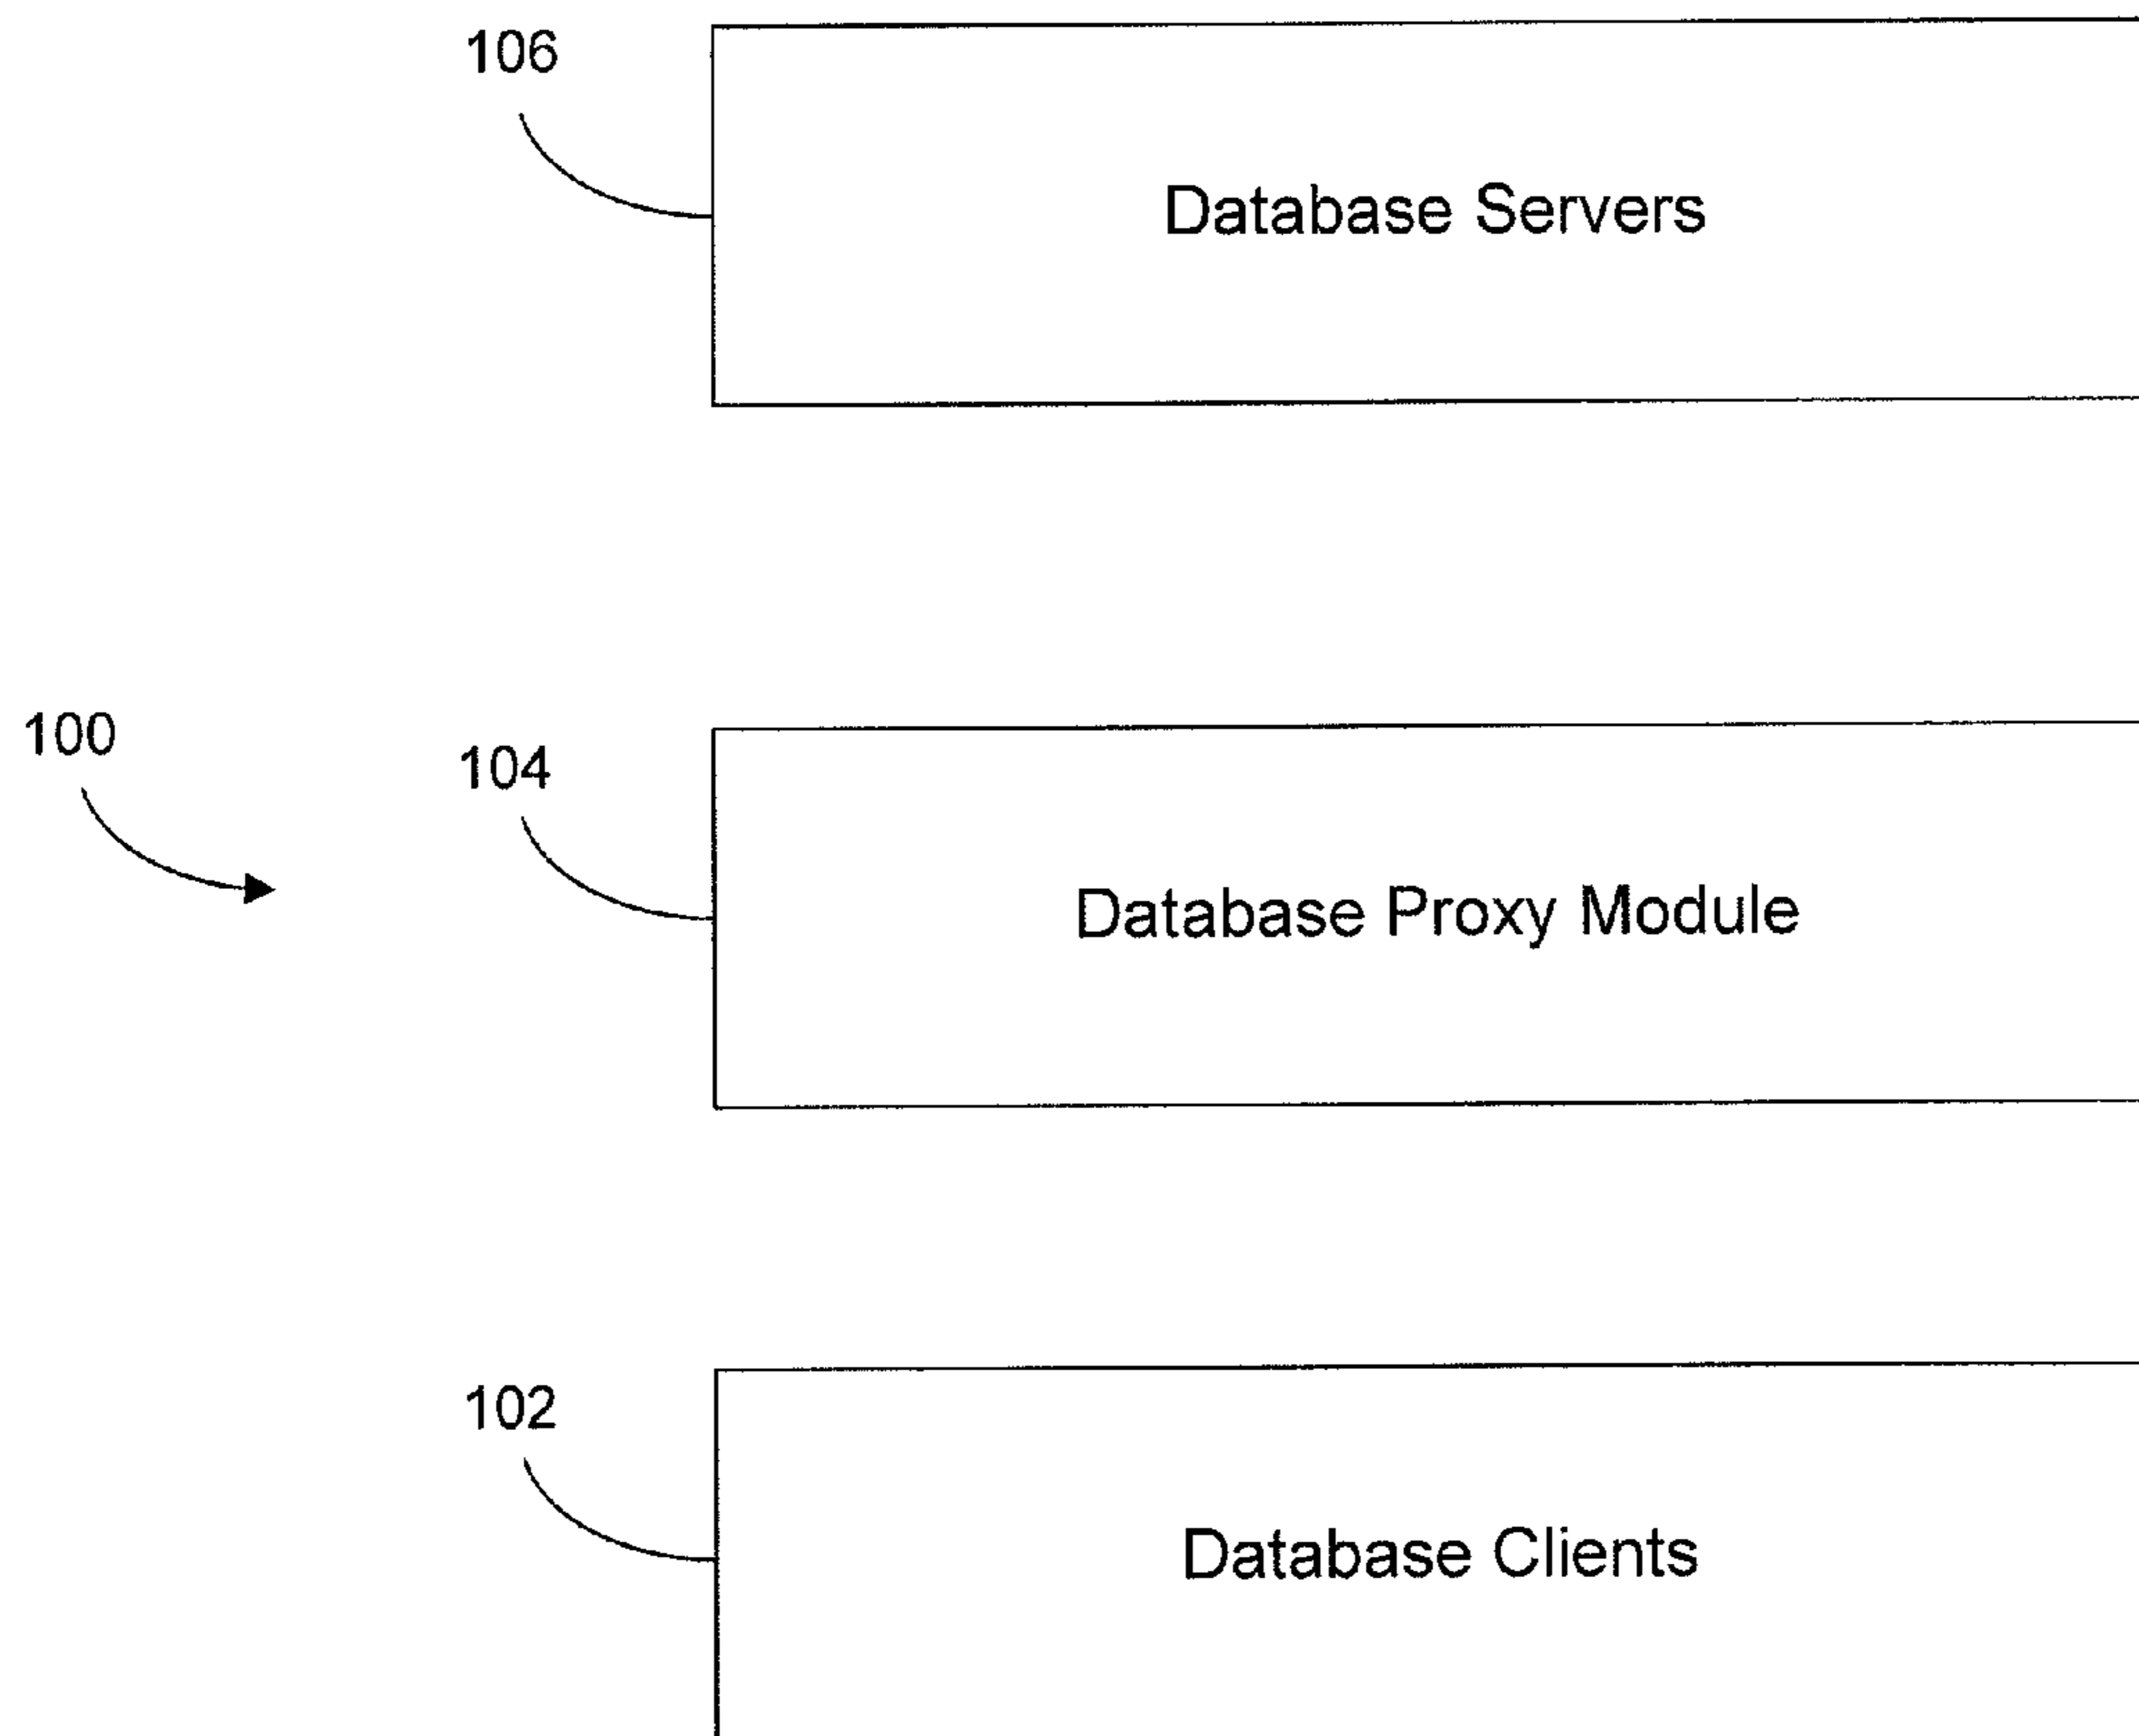 106
Database Servers
100
104
Database Proxy Module
102
Database Clients